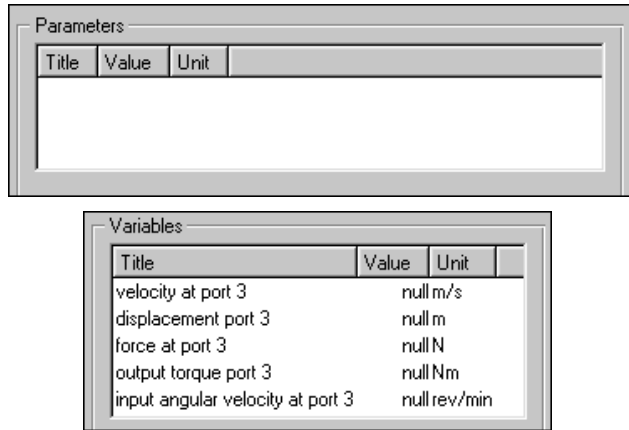 Parameters
Title Value Unit
Variables
Title Value Unit
velocity at port 3 null m/s
displacement port 3 null m
force at port 3 null N
output torque port 3 null Nm
input angular velocity at port 3 null rev/min